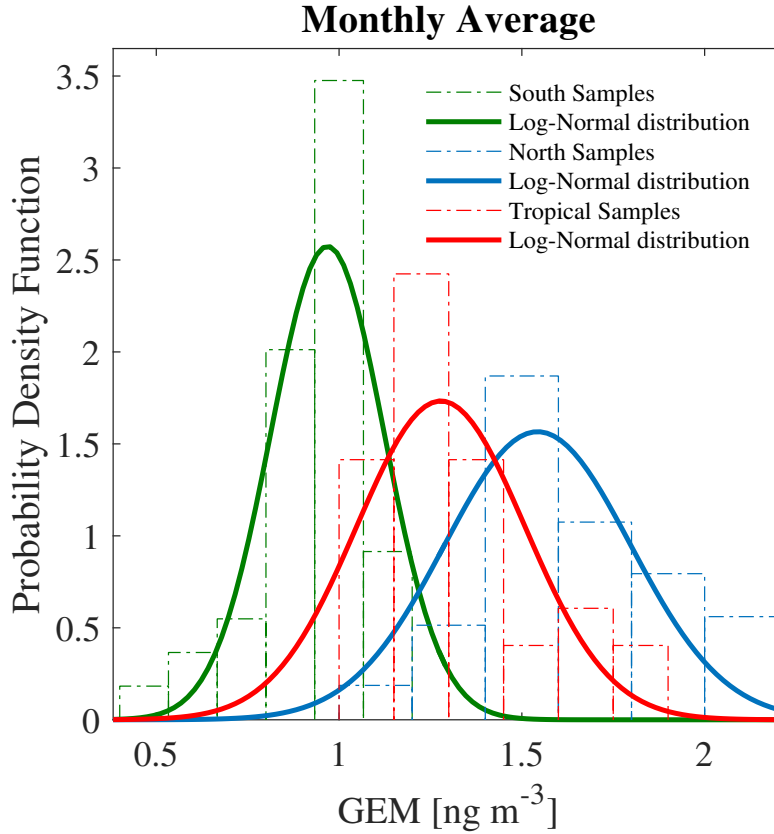 Monthly Average
3.5
3
2.5
2
1.5
1
0.5
0
Probability Density Function
South Samples
Log-Normal distribution
North Samples
Log-Normal distribution
Tropical Samples
Log-Normal distribution
0.5 1 1.5 2
GEM [ng m⁻³]